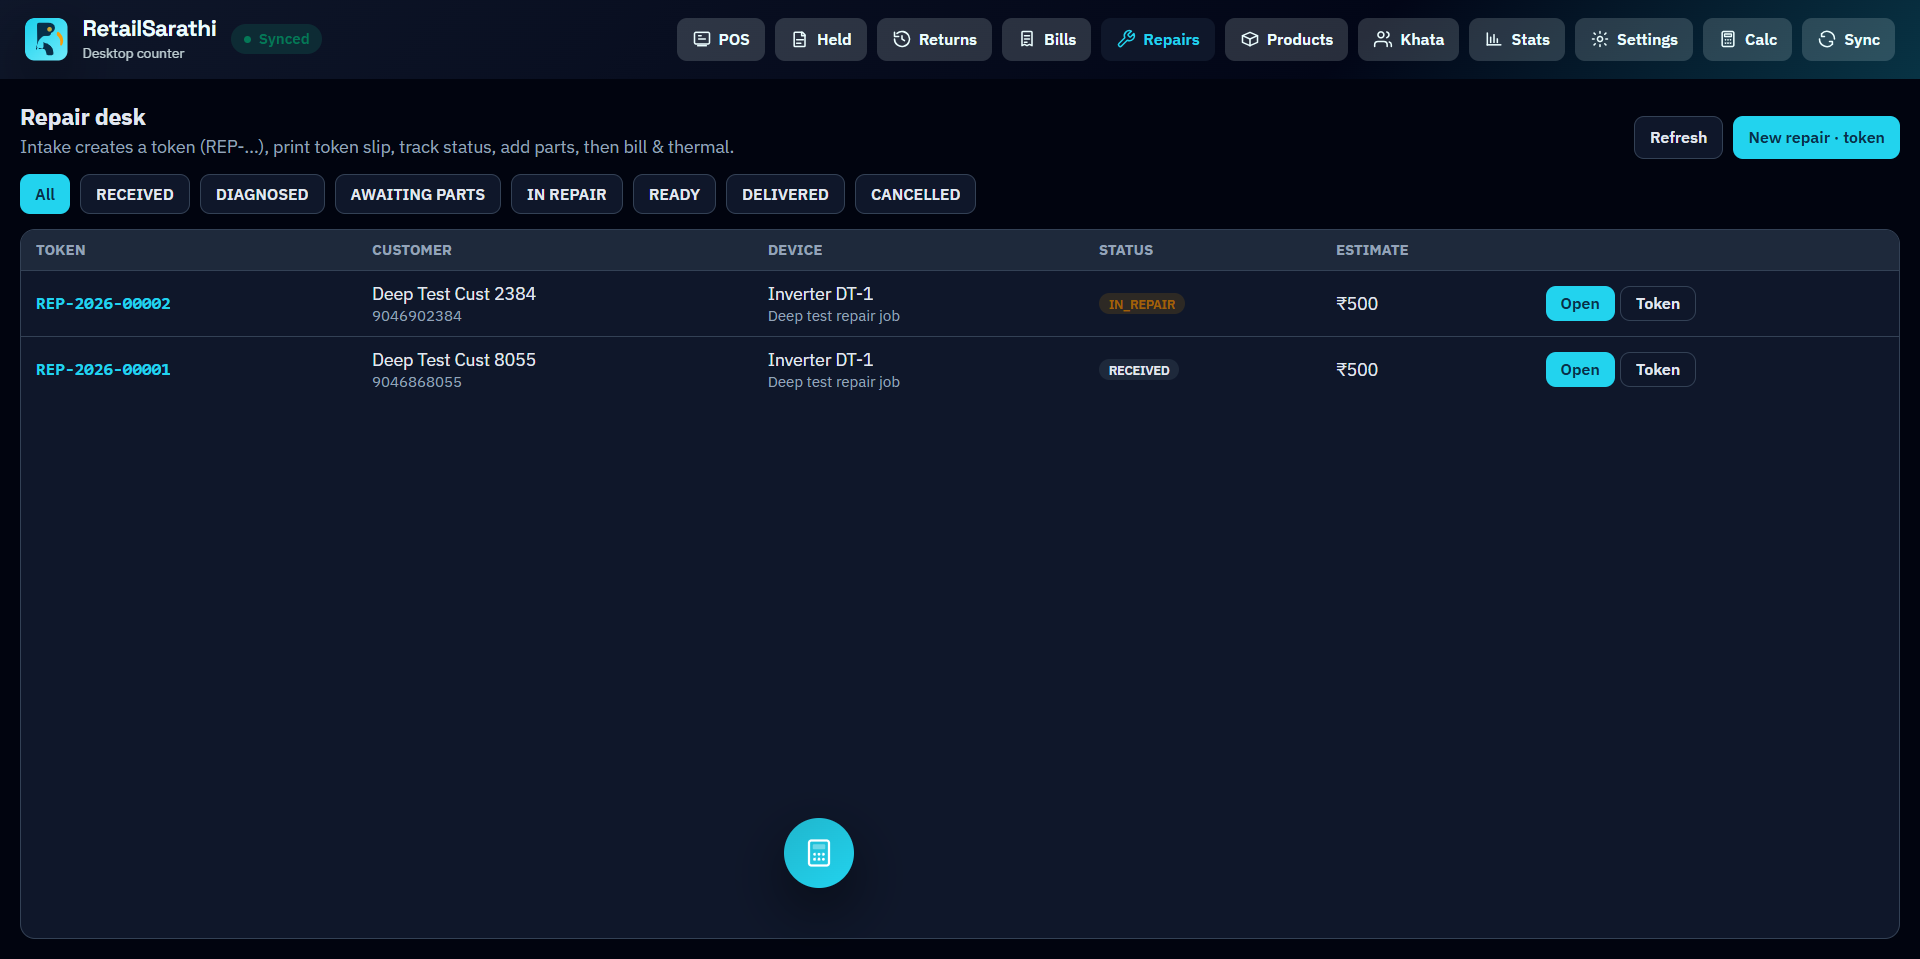 RetailSarathi
Desktop counter
Synced
POS
Held
Returns
Bills
Repairs
Products
Khata
Stats
Settings
Calc
Sync
Repair desk
Intake creates a token (REP-...), print token slip, track status, add parts, then bill & thermal.
Refresh
New repair · token
All
RECEIVED
DIAGNOSED
AWAITING PARTS
IN REPAIR
READY
DELIVERED
CANCELLED
TOKEN CUSTOMER DEVICE STATUS ESTIMATE
REP-2026-00002
Deep Test Cust 2384
9046902384
Inverter DT-1
Deep test repair job
IN_REPAIR
₹500
Open
Token
REP-2026-00001
Deep Test Cust 8055
9046868055
Inverter DT-1
Deep test repair job
RECEIVED
₹500
Open
Token